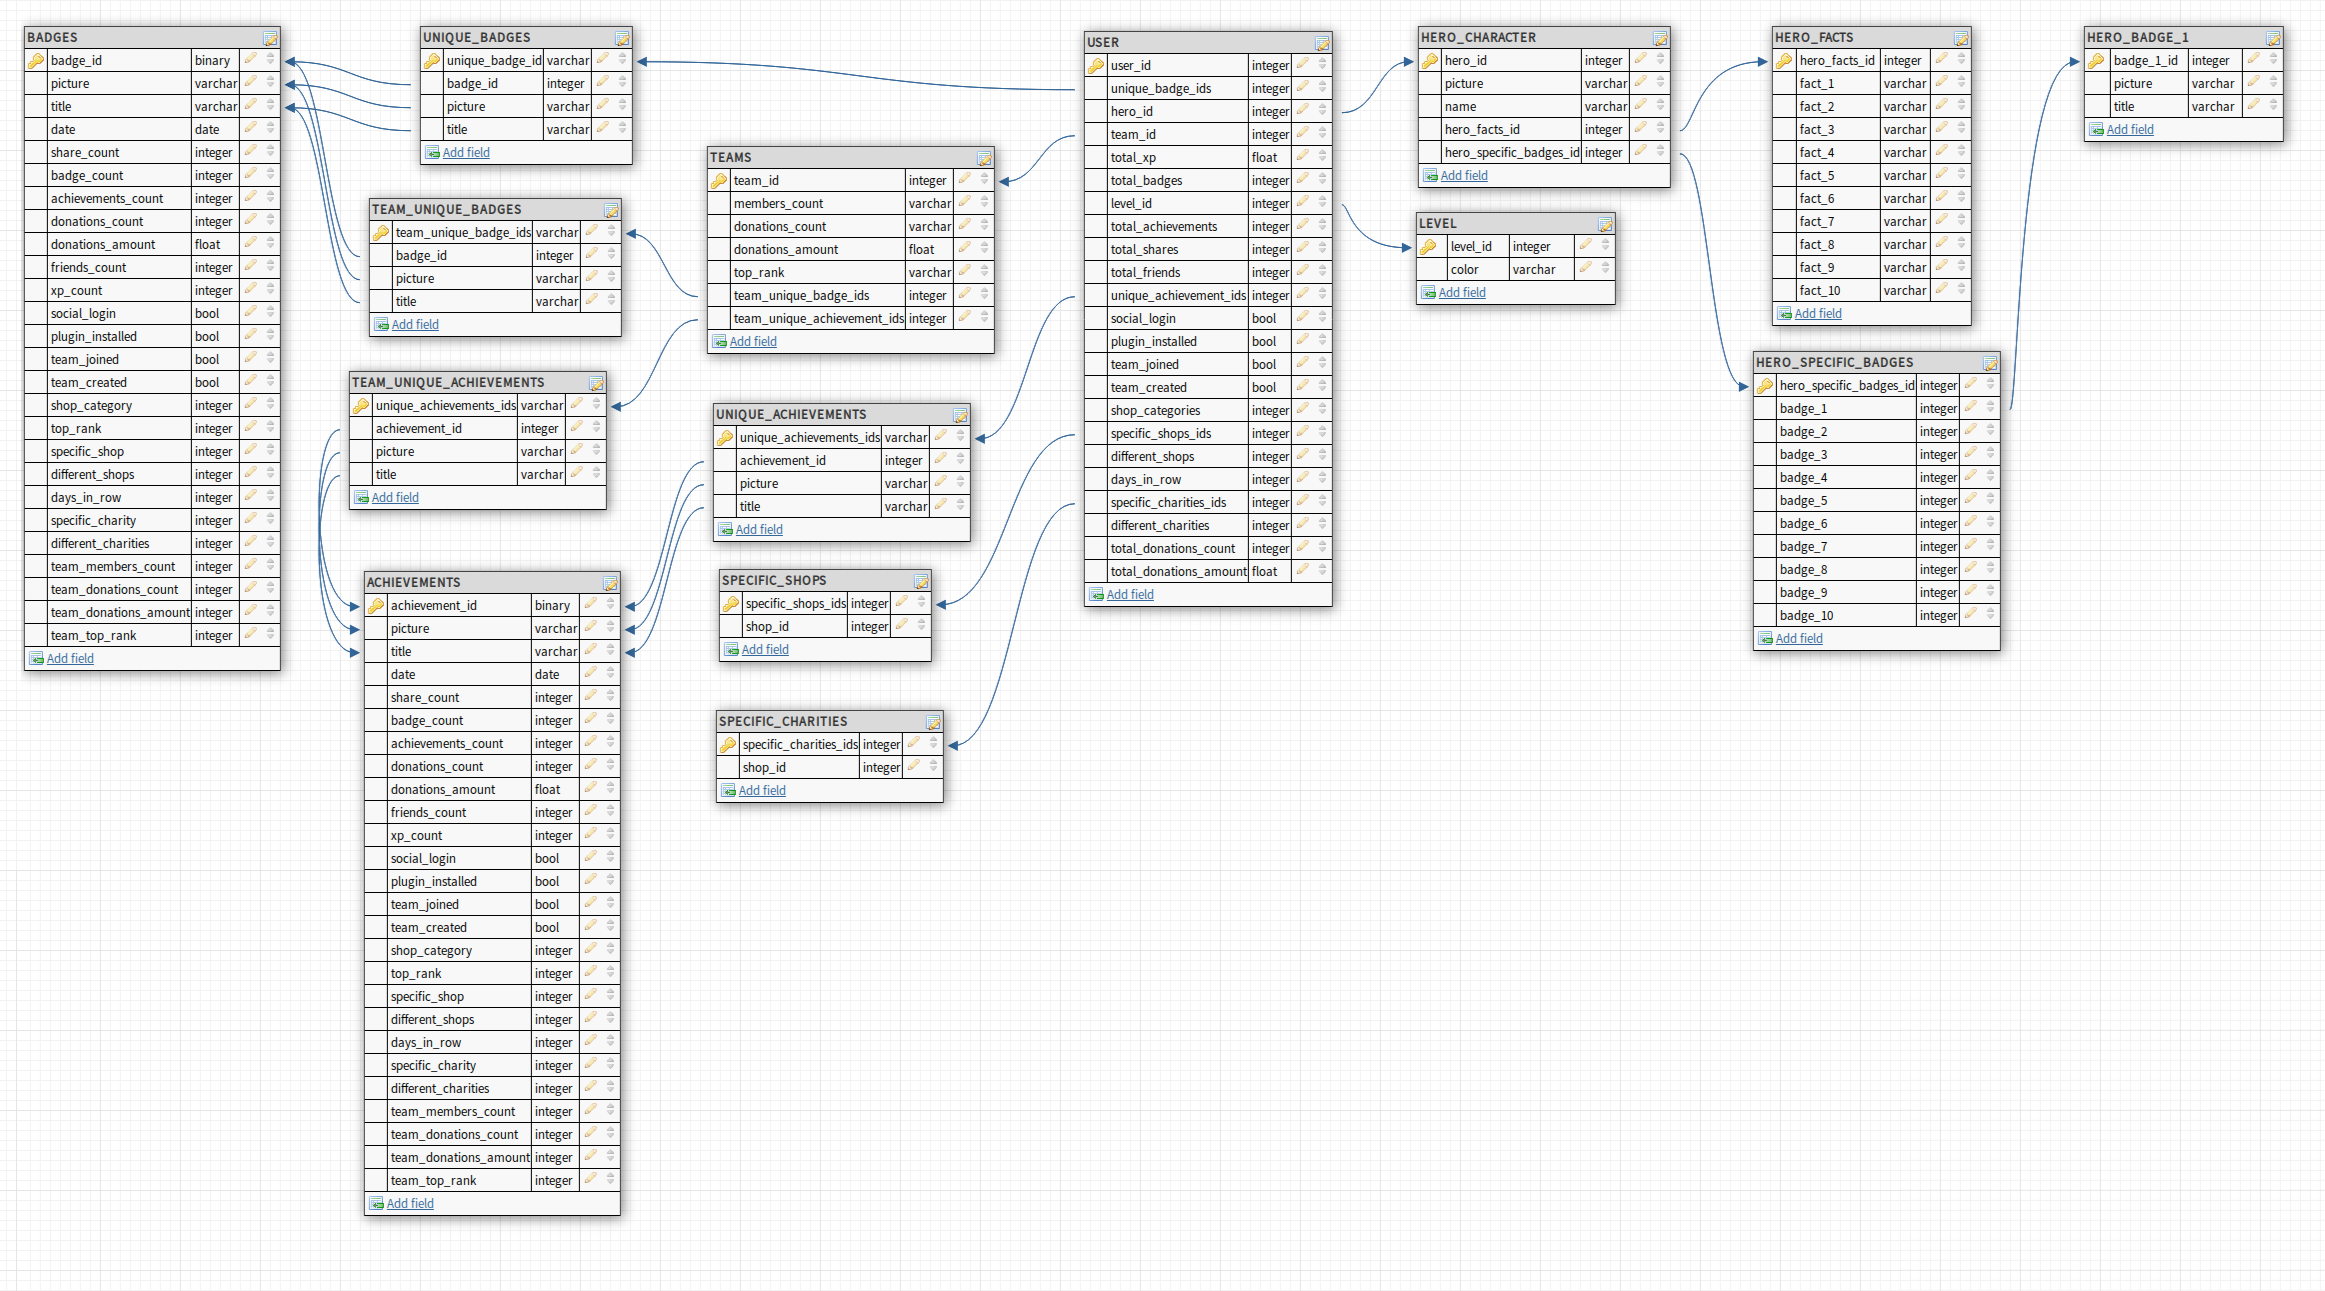 BADGES
badge_id binary
picture varchar
title varchar
date date
share_count integer
badge_count integer
achievements_count integer
donations_count integer
donations_amount float
friends_count integer
xp_count integer
social_login bool
plugin_installed bool
team_joined bool
team_created bool
shop_category integer
top_rank integer
specific_shop integer
different_shops integer
days_in_row integer
specific_charity integer
different_charities integer
team_members_count integer
team_donations_count integer
team_donations_amount integer
team_top_rank integer
Add field
UNIQUE_BADGES
unique_badge_id varchar
badge_id integer
picture varchar
title varchar
Add field
TEAM_UNIQUE_BADGES
team_unique_badge_ids varchar
badge_id integer
picture varchar
title varchar
Add field
TEAM_UNIQUE_ACHIEVEMENTS
unique_achievements_ids varchar
achievement_id integer
picture varchar
title varchar
Add field
ACHIEVEMENTS
achievement_id binary
picture varchar
title varchar
date date
share_count integer
badge_count integer
achievements_count integer
donations_count integer
donations_amount float
friends_count integer
xp_count integer
social_login bool
plugin_installed bool
team_joined bool
team_created bool
shop_category integer
top_rank integer
specific_shop integer
different_shops integer
days_in_row integer
specific_charity integer
different_charities integer
team_members_count integer
team_donations_count integer
team_donations_amount integer
team_top_rank integer
Add field
TEAMS
team_id integer
members_count varchar
donations_count varchar
donations_amount float
top_rank varchar
team_unique_badge_ids integer
team_unique_achievement_ids integer
Add field
UNIQUE_ACHIEVEMENTS
unique_achievements_ids varchar
achievement_id integer
picture varchar
title varchar
Add field
SPECIFIC_SHOPS
specific_shops_ids integer
shop_id integer
Add field
SPECIFIC_CHARITIES
specific_charities_ids integer
shop_id integer
Add field
USER
user_id integer
unique_badge_ids integer
hero_id integer
team_id integer
total_xp float
total_badges integer
level_id integer
total_achievements integer
total_shares integer
total_friends integer
unique_achievement_ids integer
social_login bool
plugin_installed bool
team_joined bool
team_created bool
shop_categories integer
specific_shops_ids integer
different_shops integer
days_in_row integer
specific_charities_ids integer
different_charities integer
total_donations_count integer
total_donations_amount float
Add field
HERO_CHARACTER
hero_id integer
picture varchar
name varchar
hero_facts_id integer
hero_specific_badges_id integer
Add field
LEVEL
level_id integer
color varchar
Add field
HERO_FACTS
hero_facts_id integer
fact_1 varchar
fact_2 varchar
fact_3 varchar
fact_4 varchar
fact_5 varchar
fact_6 varchar
fact_7 varchar
fact_8 varchar
fact_9 varchar
fact_10 varchar
Add field
HERO_SPECIFIC_BADGES
hero_specific_badges_id integer
badge_1 integer
badge_2 integer
badge_3 integer
badge_4 integer
badge_5 integer
badge_6 integer
badge_7 integer
badge_8 integer
badge_9 integer
badge_10 integer
Add field
HERO_BADGE_1
badge_1_id integer
picture varchar
title varchar
Add field